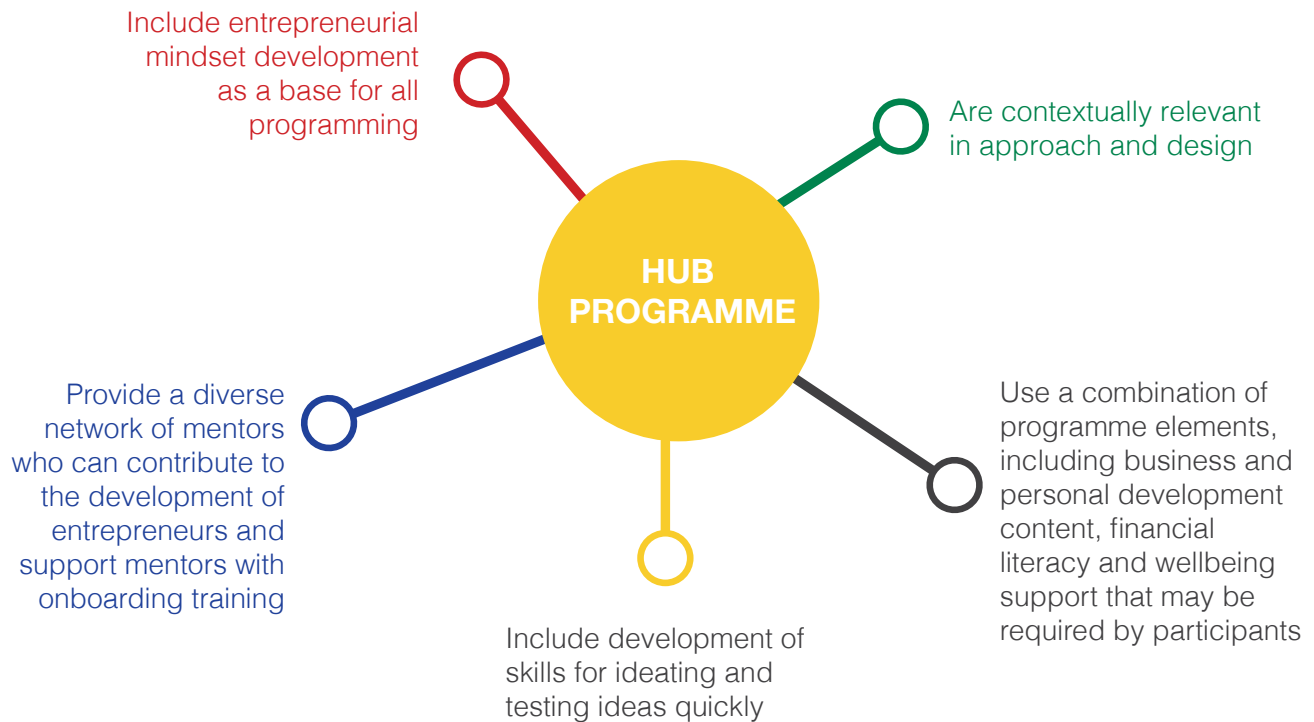 Include entrepreneurial
mindset development
as a base for all
programming
Are contextually relevant
in approach and design
HUB
PROGRAMME
Provide a diverse
network of mentors
who can contribute to
the development of
entrepreneurs and
support mentors with
onboarding training
Use a combination of
programme elements,
including business and
personal development
content, financial
literacy and wellbeing
support that may be
required by participants
Include development of
skills for ideating and
testing ideas quickly